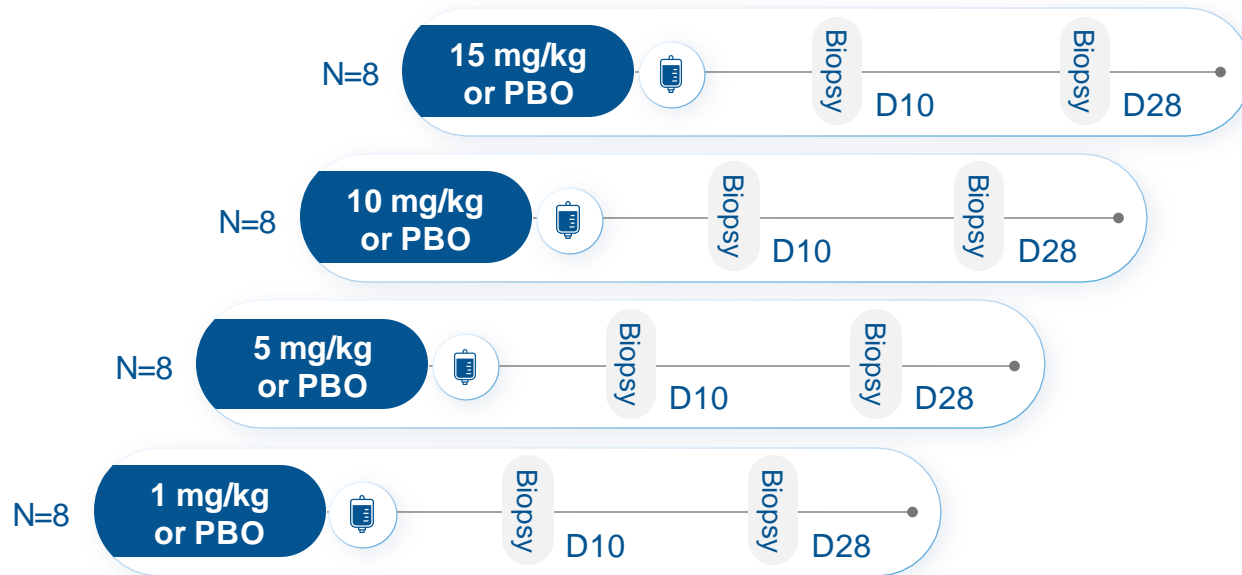 N=8
15 mg/kg
or PBO
Biopsy
D10
Biopsy
D28
N=8
10 mg/kg
or PBO
Biopsy
D10
Biopsy
D28
N=8
5 mg/kg
or PBO
Biopsy
D10
Biopsy
D28
N=8
1 mg/kg
or PBO
Biopsy
D10
Biopsy
D28